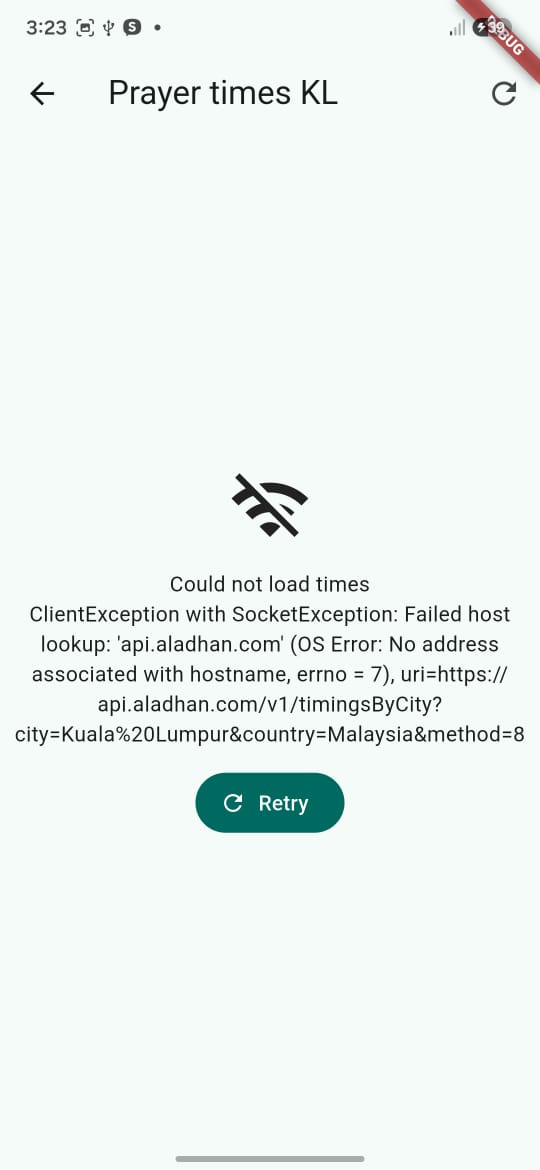 3:23 S
39
DEBUG
Prayer times KL
Could not load times
ClientException with SocketException: Failed host
lookup: 'api.aladhan.com' (OS Error: No address
associated with hostname, errno = 7), uri=https://
api.aladhan.com/v1/timingsByCity?
city=Kuala%20Lumpur&country=Malaysia&method=8
Retry